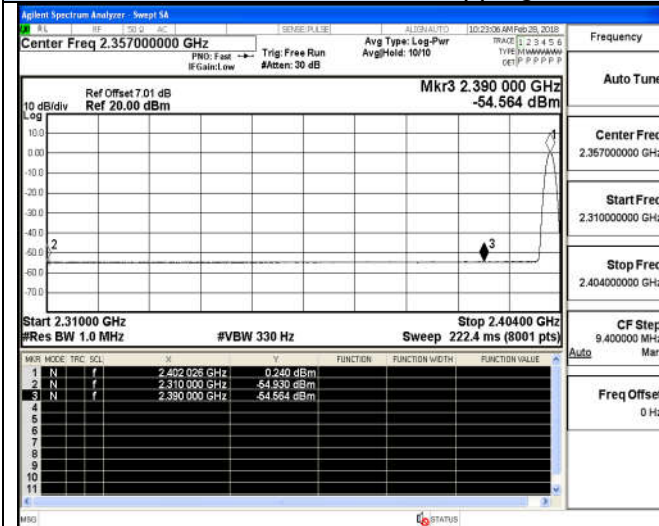 Agilent Spectrum Analyzer - Swept SA
RL RF 50 Ω AC SENSE:PULSE ALIGN AUTO 10:23:06 AM Feb 28, 2018
Center Freq 2.357000000 GHz
PNO: Fast
IFGain:Low
Trig: Free Run
#Atten: 30 dB
Avg Type: Log-Pwr
Avg|Hold: 10/10
TRACE 1 2 3 4 5 6
TYPE M
DET P P P P P P
Ref Offset 7.01 dB
Ref 20.00 dBm
10 dB/div
Log
Mkr3 2.390 000 GHz
-54.564 dBm
10.0
0.00
-10.0
-20.0
-30.0
-40.0
-50.0
-60.0
-70.0
1
2
3
Start 2.31000 GHz
Stop 2.40400 GHz
#Res BW 1.0 MHz
#VBW 330 Hz
Sweep 222.4 ms (8001 pts)
MKR MODE TRC SCL X Y FUNCTION FUNCTION WIDTH FUNCTION VALUE
1 N f 2.402 026 GHz 0.240 dBm
2 N f 2.310 000 GHz -54.930 dBm
3 N f 2.390 000 GHz -54.564 dBm
4
5
6
7
8
9
10
11
MSG
STATUS
Frequency
Auto Tune
Center Freq
2.357000000 GHz
Start Freq
2.310000000 GHz
Stop Freq
2.404000000 GHz
CF Step
9.400000 MHz
Auto Man
Freq Offset
0 Hz